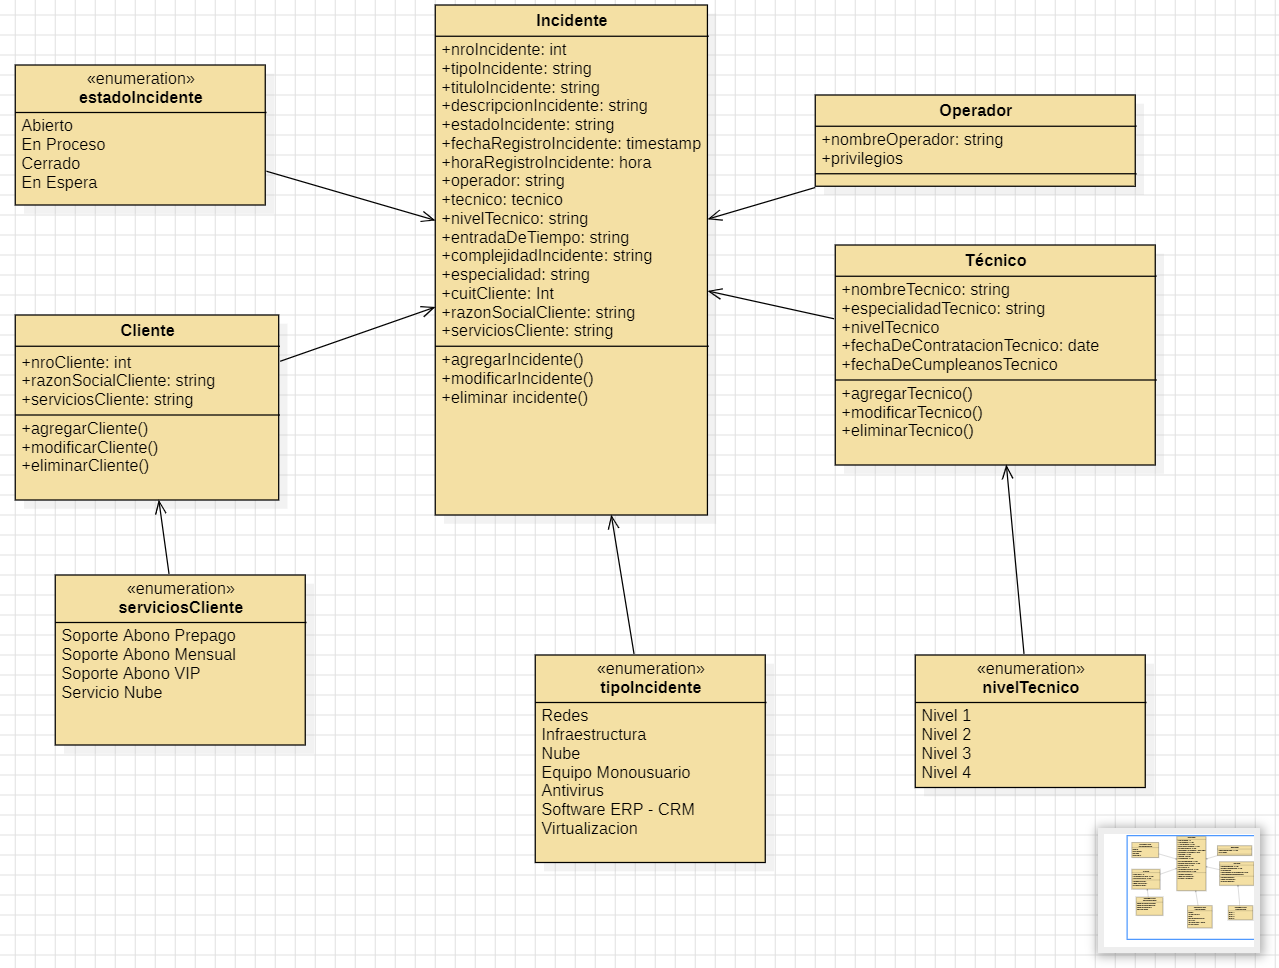 Incidente
+nroIncidente: int
+tipoIncidente: string
+tituloIncidente: string
+descripcionIncidente: string
+estadoIncidente: string
+fechaRegistroIncidente: timestamp
+horaRegistroIncidente: hora
+operador: string
+tecnico: tecnico
+nivelTecnico: string
+entradaDeTiempo: string
+complejidadIncidente: string
+especialidad: string
+cuitCliente: Int
+razonSocialCliente: string
+serviciosCliente: string
+agregarIncidente()
+modificarIncidente()
+eliminar incidente()
«enumeration»
estadoIncidente
Abierto
En Proceso
Cerrado
En Espera
Operador
+nombreOperador: string
+privilegios
Técnico
+nombreTecnico: string
+especialidadTecnico: string
+nivelTecnico
+fechaDeContratacionTecnico: date
+fechaDeCumpleanosTecnico
+agregarTecnico()
+modificarTecnico()
+eliminarTecnico()
Cliente
+nroCliente: int
+razonSocialCliente: string
+serviciosCliente: string
+agregarCliente()
+modificarCliente()
+eliminarCliente()
«enumeration»
serviciosCliente
Soporte Abono Prepago
Soporte Abono Mensual
Soporte Abono VIP
Servicio Nube
«enumeration»
tipoIncidente
Redes
Infraestructura
Nube
Equipo Monousuario
Antivirus
Software ERP - CRM
Virtualizacion
«enumeration»
nivelTecnico
Nivel 1
Nivel 2
Nivel 3
Nivel 4